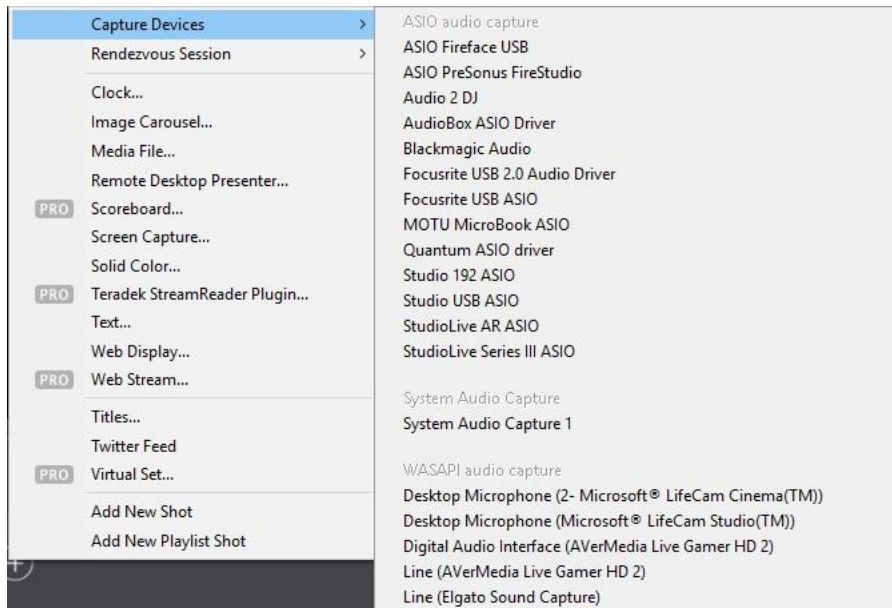 Capture Devices
Rendezvous Session
Clock...
Image Carousel...
Media File...
Remote Desktop Presenter...
PRO Scoreboard...
Screen Capture...
Solid Color...
PRO Teradek StreamReader Plugin...
Text...
Web Display...
PRO Web Stream...
Titles...
Twitter Feed
PRO Virtual Set...
Add New Shot
Add New Playlist Shot
ASIO audio capture
ASIO Fireface USB
ASIO PreSonus FireStudio
Audio 2 DJ
AudioBox ASIO Driver
Blackmagic Audio
Focusrite USB 2.0 Audio Driver
Focusrite USB ASIO
MOTU MicroBook ASIO
Quantum ASIO driver
Studio 192 ASIO
Studio USB ASIO
StudioLive AR ASIO
StudioLive Series III ASIO
System Audio Capture
System Audio Capture 1
WASAPI audio capture
Desktop Microphone (2- Microsoft® LifeCam Cinema(TM))
Desktop Microphone (Microsoft® LifeCam Studio(TM))
Digital Audio Interface (AVerMedia Live Gamer HD 2)
Line (AVerMedia Live Gamer HD 2)
Line (Elgato Sound Capture)